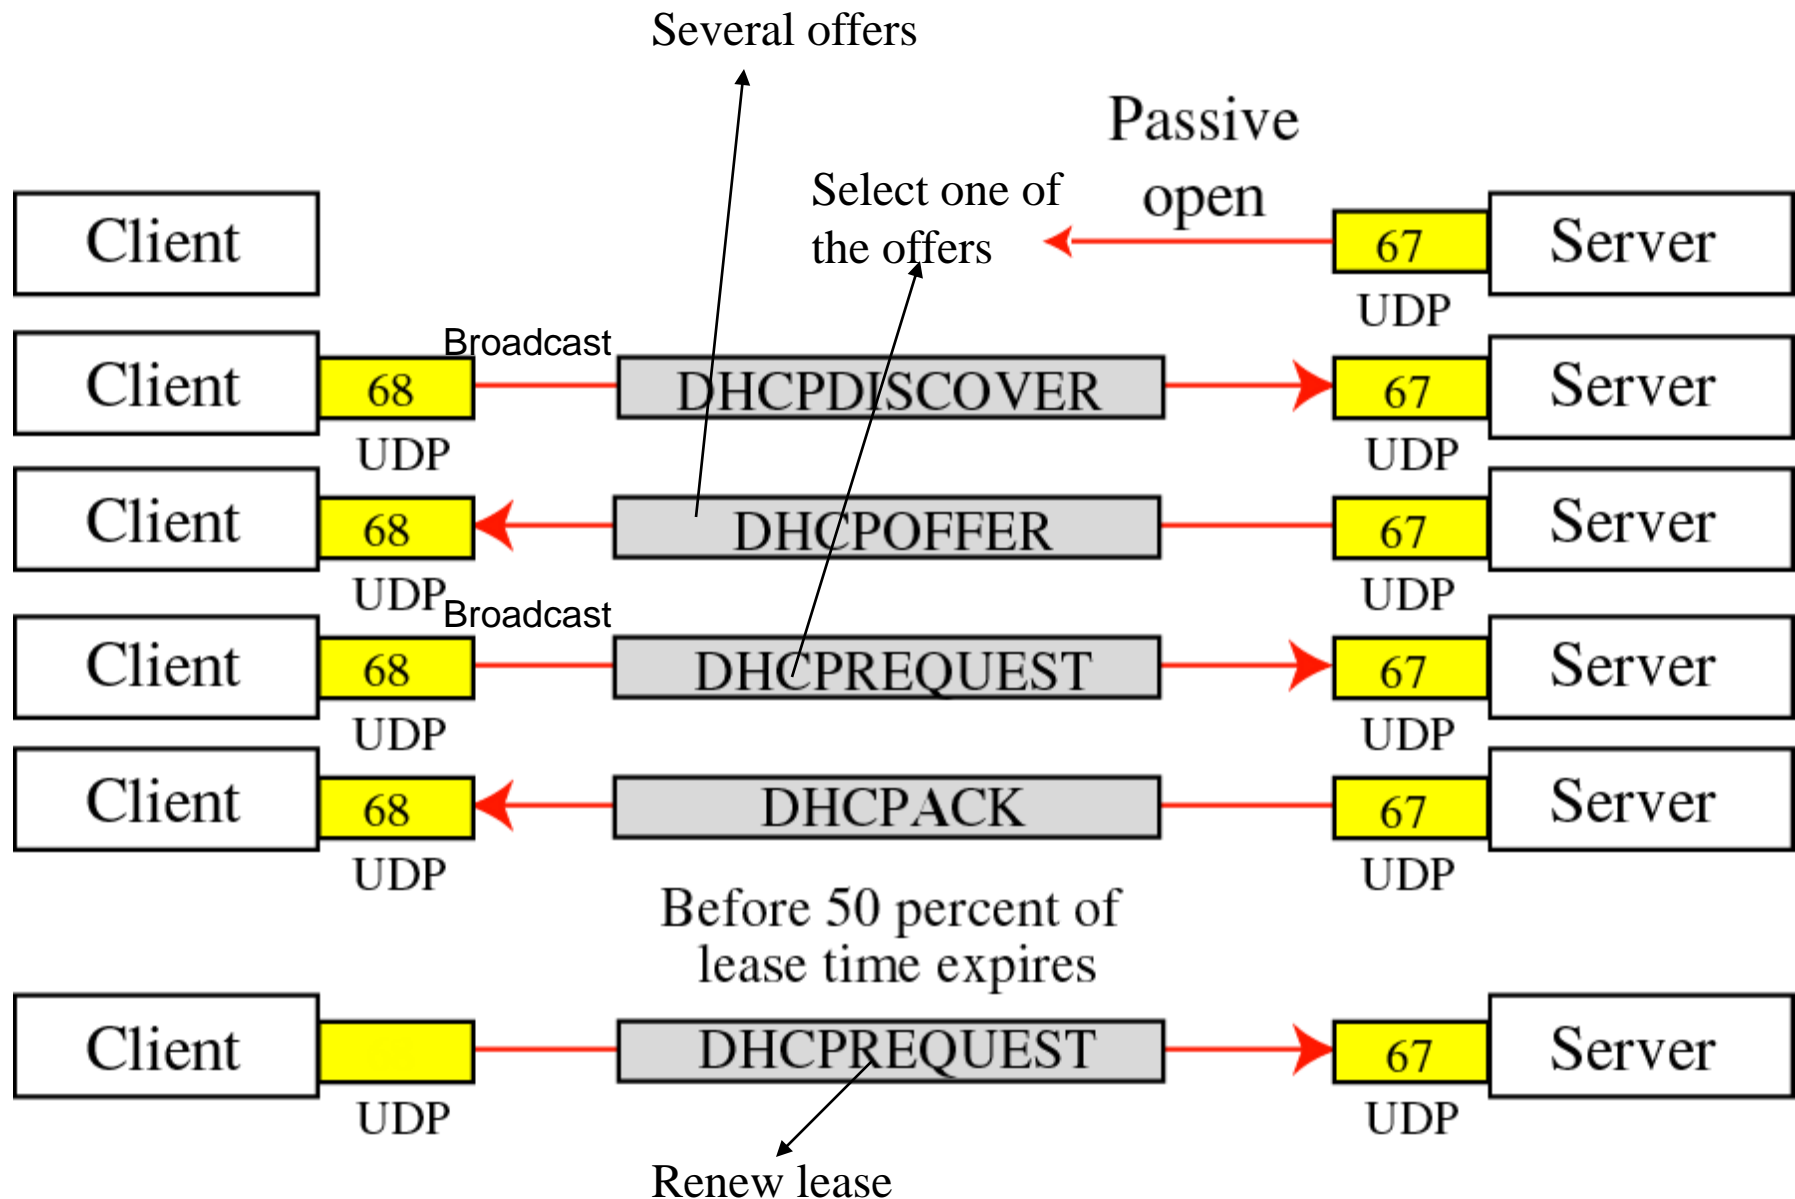 Several offers
Passive
open
Select one of
the offers
Client
67
Server
UDP
Client
68
Broadcast
DHCPDISCOVER
67
Server
UDP
UDP
Client
68
DHCPOFFER
67
Server
UDP
UDP
Broadcast
Client
68
DHCPREQUEST
67
Server
UDP
UDP
Client
68
DHCPACK
67
Server
UDP
UDP
Before 50 percent of
lease time expires
Client
DHCPREQUEST
67
Server
UDP
UDP
Renew lease